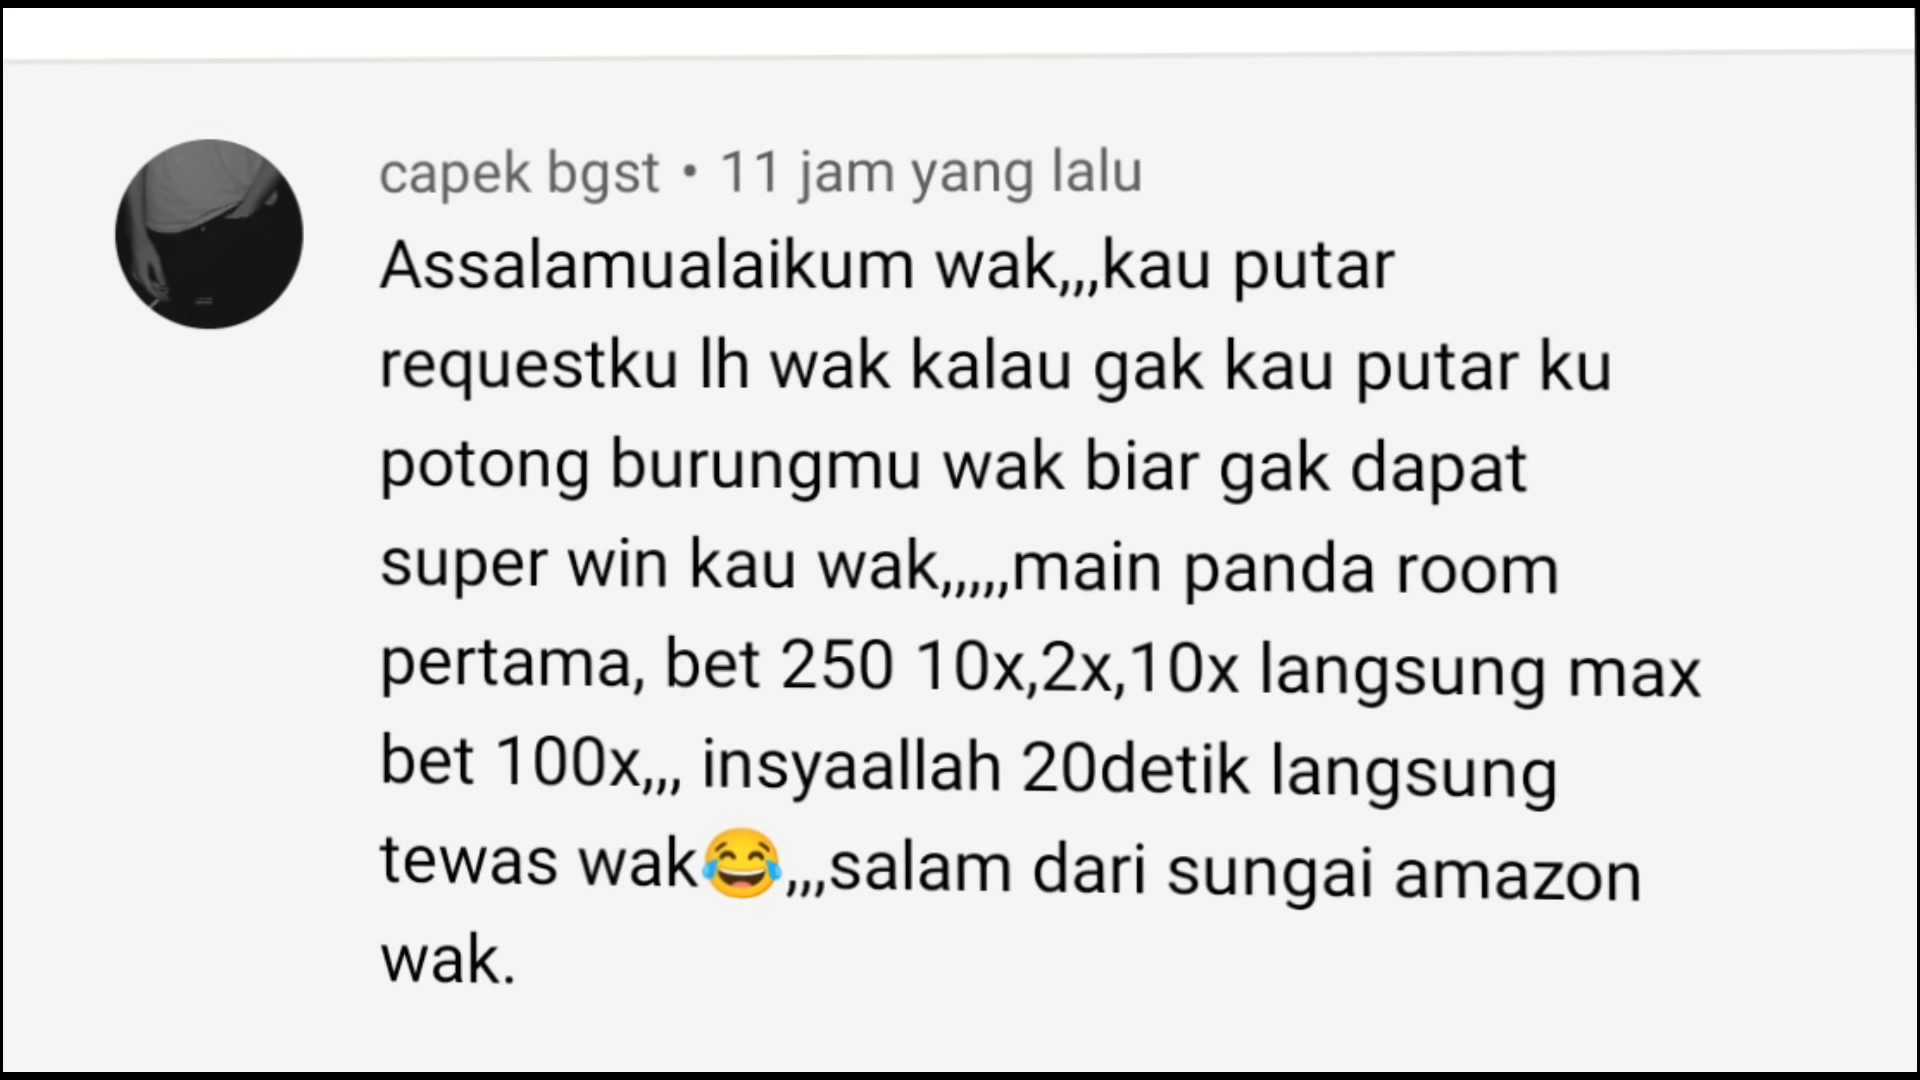 capek bgst • 11 jam yang lalu
Assalamualaikum wak,,,kau putar
requestku lh wak kalau gak kau putar ku
potong burungmu wak biar gak dapat
super win kau wak,,,,,main panda room
pertama, bet 250 10x,2x,10x langsung max
bet 100x,,, insyaallah 20detik langsung
tewas wak😂,,,salam dari sungai amazon
wak.